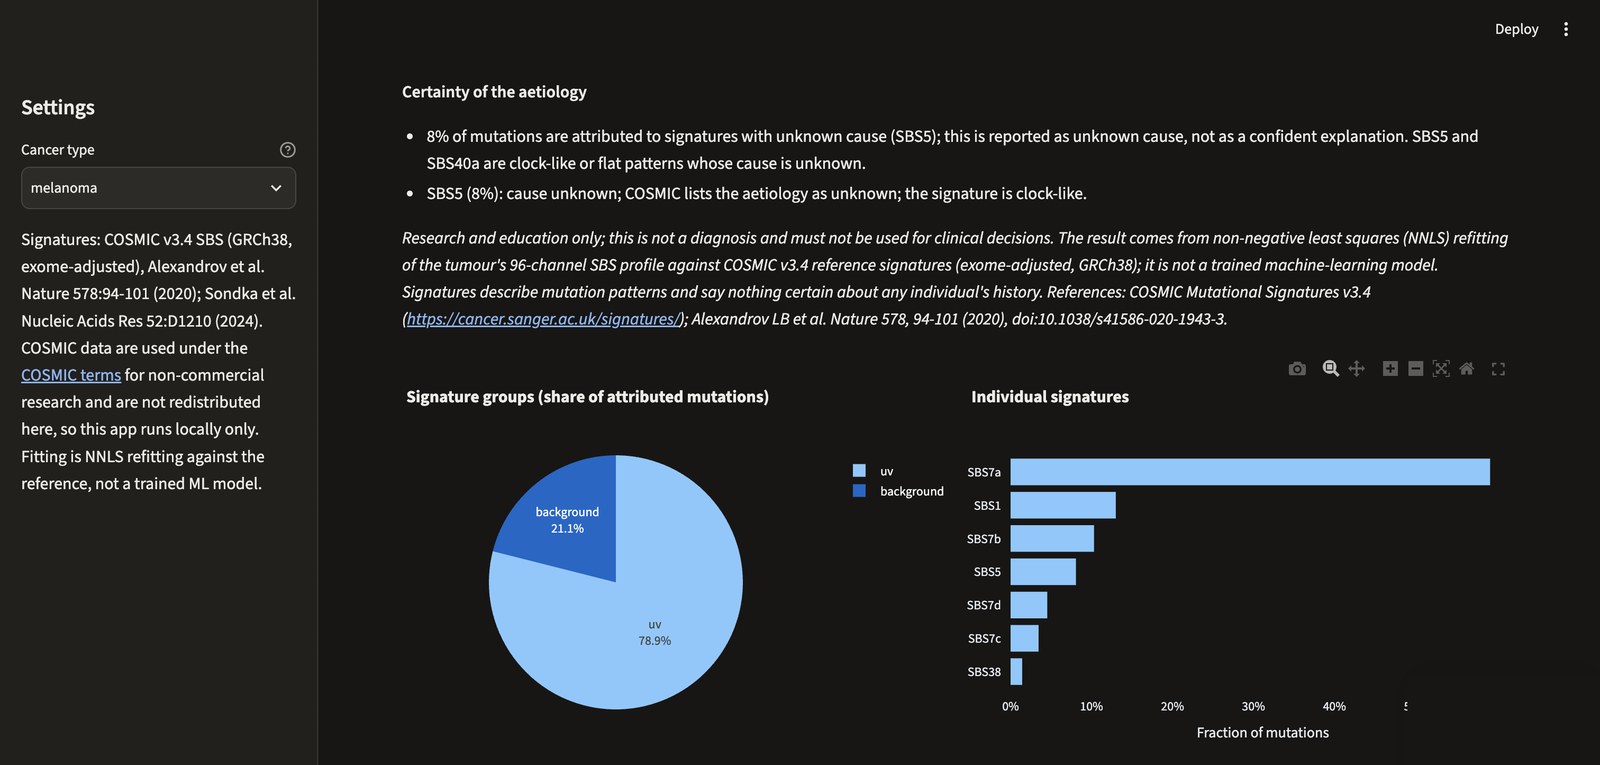 Deploy
Settings
Cancer type
melanoma
Signatures: COSMIC v3.4 SBS (GRCh38,
exome-adjusted), Alexandrov et al.
Nature 578:94-101 (2020); Sondka et al.
Nucleic Acids Res 52:D1210 (2024).
COSMIC data are used under the
COSMIC terms for non-commercial
research and are not redistributed
here, so this app runs locally only.
Fitting is NNLS refitting against the
reference, not a trained ML model.
Certainty of the aetiology
• 8% of mutations are attributed to signatures with unknown cause (SBS5); this is reported as unknown cause, not as a confident explanation. SBS5 and
SBS40a are clock-like or flat patterns whose cause is unknown.
• SBS5 (8%): cause unknown; COSMIC lists the aetiology as unknown; the signature is clock-like.
Research and education only; this is not a diagnosis and must not be used for clinical decisions. The result comes from non-negative least squares (NNLS) refitting
of the tumour's 96-channel SBS profile against COSMIC v3.4 reference signatures (exome-adjusted, GRCh38); it is not a trained machine-learning model.
Signatures describe mutation patterns and say nothing certain about any individual's history. References: COSMIC Mutational Signatures v3.4
(https://cancer.sanger.ac.uk/signatures/); Alexandrov LB et al. Nature 578, 94-101 (2020), doi:10.1038/s41586-020-1943-3.
Signature groups (share of attributed mutations)
background
21.1%
uv
78.9%
uv
background
Individual signatures
SBS7a
SBS1
SBS7b
SBS5
SBS7d
SBS7c
SBS38
0% 10% 20% 30% 40%
Fraction of mutations